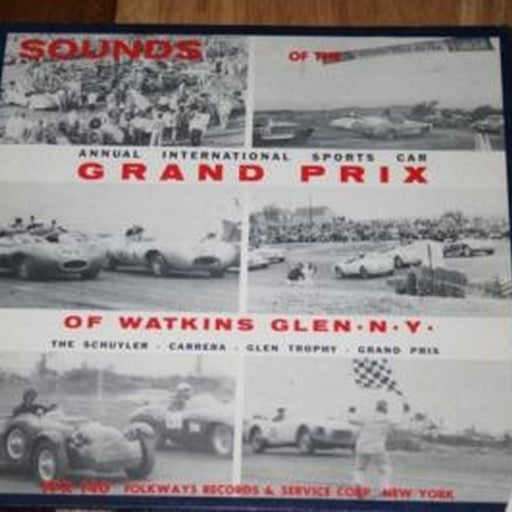 SOUNDS OF THE
ANNUAL INTERNATIONAL SPORTS CAR
GRAND PRIX
OF WATKINS GLEN·N·Y·
THE SCHUYLER · CARRERA · GLEN TROPHY · GRAND PRIX
FOLKWAYS RECORDS & SERVICE CORP. NEW YORK